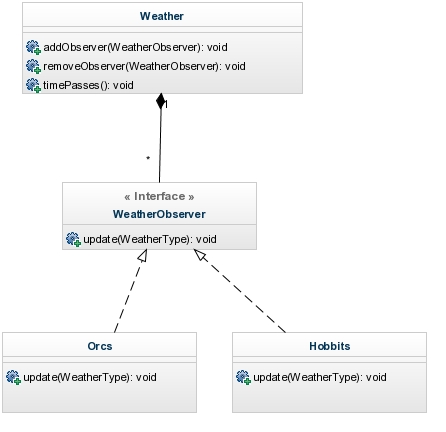 Weather
addObserver(WeatherObserver): void
removeObserver(WeatherObserver): void
timePasses(): void
1
*
« Interface »
WeatherObserver
update(WeatherType): void
Orcs
update(WeatherType): void
Hobbits
update(WeatherType): void